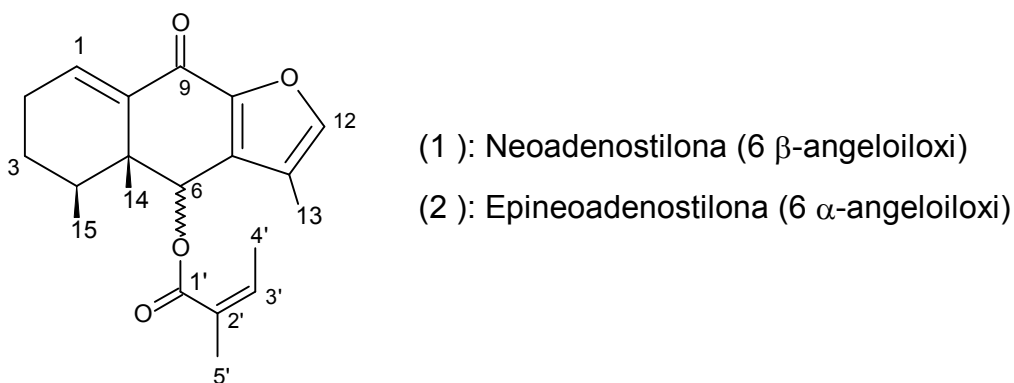 O
1
9
O
12
3
14
6
13
15
O
4'
1'
3'
O
2'
5'
(1 ): Neoadenostilona (6 β-angeloiloxi)
(2 ): Epineoadenostilona (6 α-angeloiloxi)